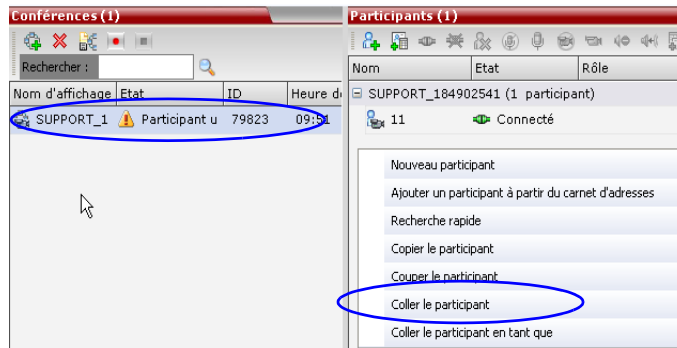 Conférences (1)
Rechercher :
Nom d'affichage Etat ID Heure d
SUPPORT_1 Participant u 79823 09:51
Participants (1)
Nom Etat Rôle
SUPPORT_184902541 (1 participant)
11 Connecté
Nouveau participant
Ajouter un participant à partir du carnet d'adresses
Recherche rapide
Copier le participant
Couper le participant
Coller le participant
Coller le participant en tant que